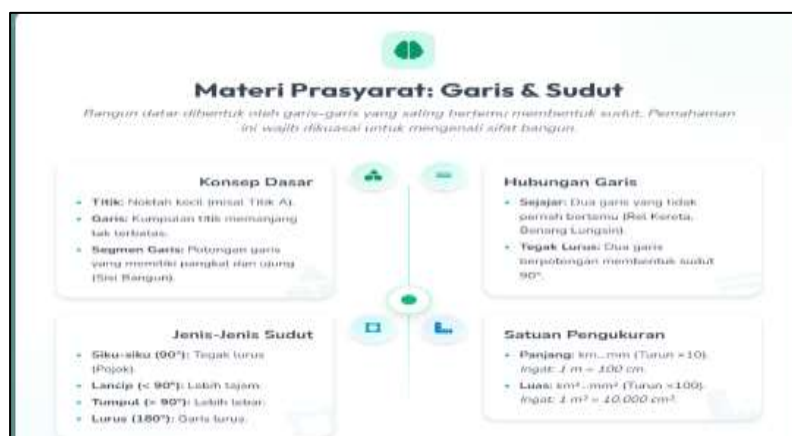 Materi Prasyarat: Garis & Sudut
Bangun datar dibentuk oleh garis-garis yang saling bertemu membentuk sudut. Pemahaman
ini wajib dikuasai untuk mengenali sifat bangun.
Konsep Dasar
• Titik: Noktah kecil (misal Titik A).
• Garis: Kumpulan titik memanjang
tak terbatas.
• Segmen Garis: Potongan garis
yang memiliki pangkal dan ujung
(Sisi Bangun).
Hubungan Garis
• Sejajar: Dua garis yang tidak
pernah bertemu (Rel Kereta,
Benang Lungsin).
• Tegak Lurus: Dua garis
berpotongan membentuk sudut
90°.
Jenis-Jenis Sudut
• Siku-siku (90°): Tegak lurus
(Pojok).
• Lancip (< 90°): Lebih tajam.
• Tumpul (> 90°): Lebih lebar.
• Lurus (180°): Garis lurus.
Satuan Pengukuran
• Panjang: km...mm (Turun ×10).
Ingat: 1 m = 100 cm.
• Luas: km²...mm² (Turun ×100).
Ingat: 1 m² = 10.000 cm².